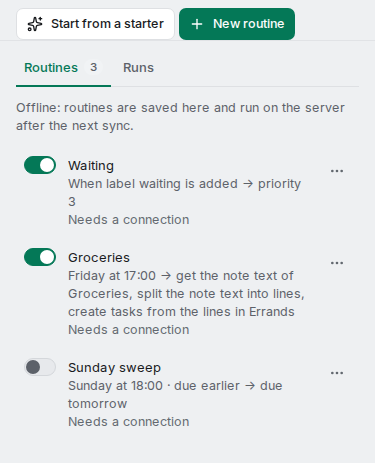 Start from a starter
New routine
Routines 3
Runs
Offline: routines are saved here and run on the server
after the next sync.
Waiting
When label waiting is added → priority
3
Needs a connection
Groceries
Friday at 17:00 → get the note text of
Groceries, split the note text into lines,
create tasks from the lines in Errands
Needs a connection
Sunday sweep
Sunday at 18:00 · due earlier → due
tomorrow
Needs a connection